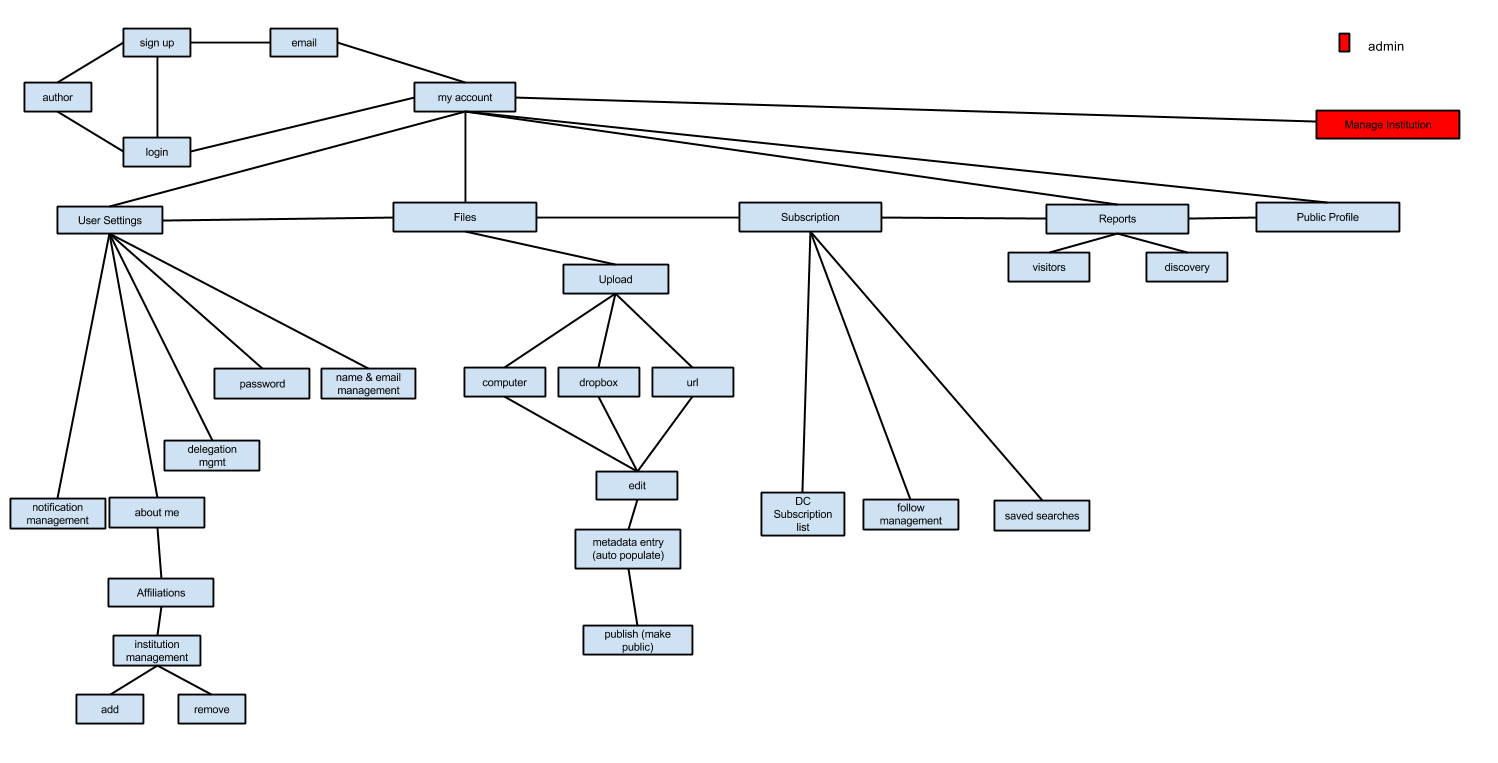 sign up
email
admin
author
my account
Manage Institution
login
User Settings
Files
Subscription
Reports
Public Profile
visitors
discovery
Upload
password
name & email
management
computer
dropbox
url
delegation
mgmt
edit
notification
management
about me
DC
Subscription
list
follow
management
saved searches
metadata entry
(auto populate)
Affiliations
publish (make
public)
institution
management
add
remove